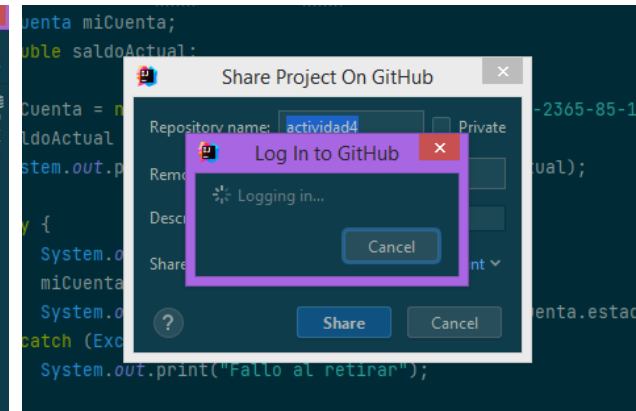 uenta miCuenta;
uble saldoActual;
Share Project On GitHub
Cuenta = n
-2365-85-1
Repository name: actividad4 Private
ldoActual
Log In to GitHub
stem.out.p
ual);
Remo
Logging in...
Descr
y {
System.o
Cancel
Share
nt
miCuenta
System.o
uenta.estad
? Share Cancel
catch (Exc
System.out.print("Fallo al retirar");